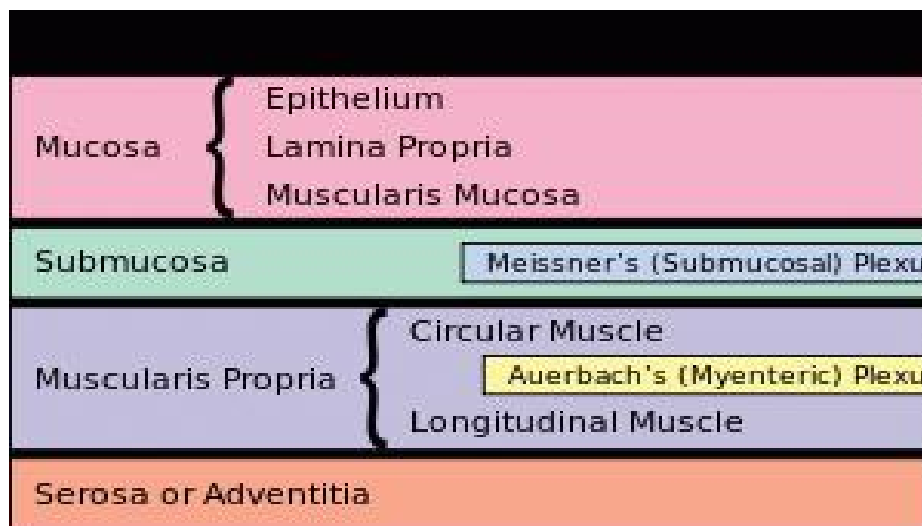 Epithelium
Mucosa
Lamina Propria
Muscularis Mucosa
Submucosa
Meissner's (Submucosal) Plexu
Circular Muscle
Muscularis Propria
Auerbach's (Myenteric) Plexu
Longitudinal Muscle
Serosa or Adventitia